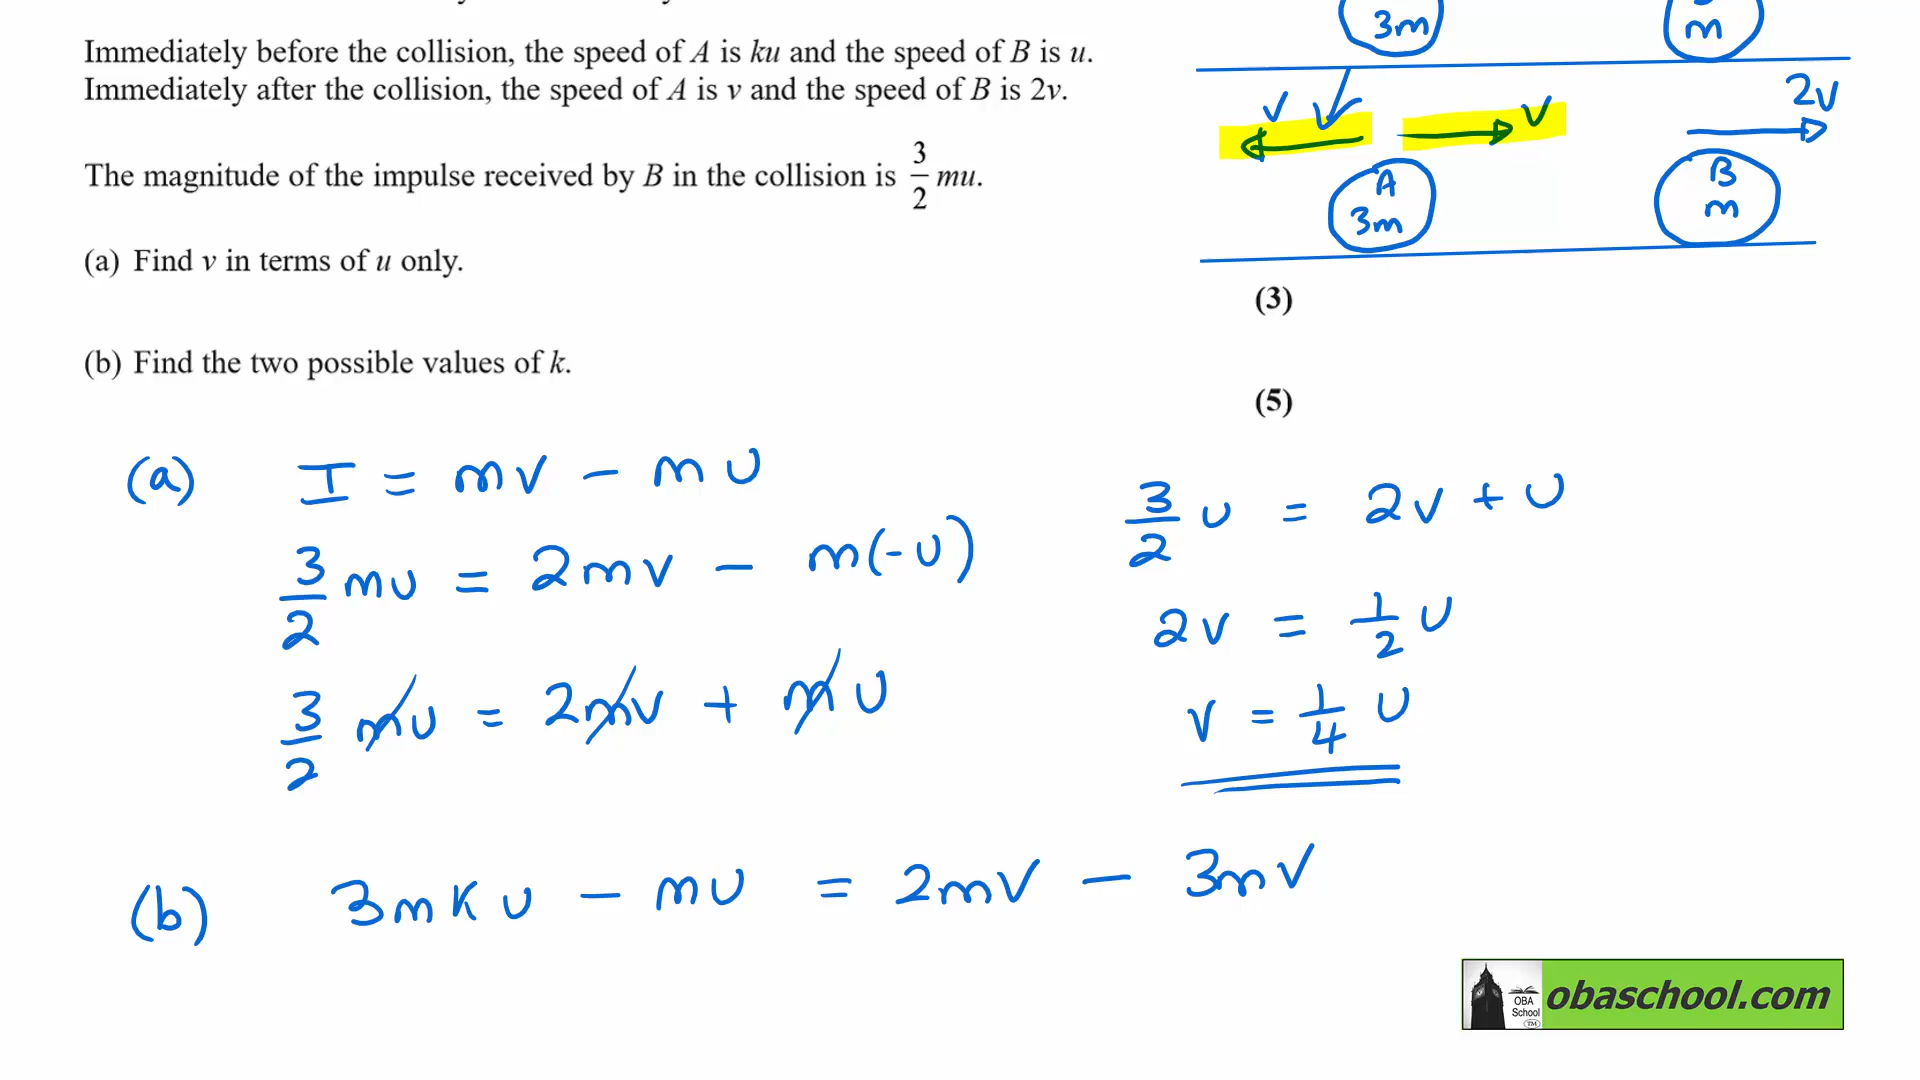 3m
m
Immediately before the collision, the speed of A is ku and the speed of B is u.
Immediately after the collision, the speed of A is v and the speed of B is 2v.
v v 2v
The magnitude of the impulse received by B in the collision is 3/2 mu.
A
3m
B
m
(a) Find v in terms of u only.
(3)
(b) Find the two possible values of k.
(5)
(a) I = mv - mu
3/2 mu = 2mv - m(-u)
3/2 mu = 2mv + mu
3/2 u = 2v + u
2v = 1/2 u
v = 1/4 u
(b) 3mku - mu = 2mv - 3mv
OBA
School
TM
obaschool.com